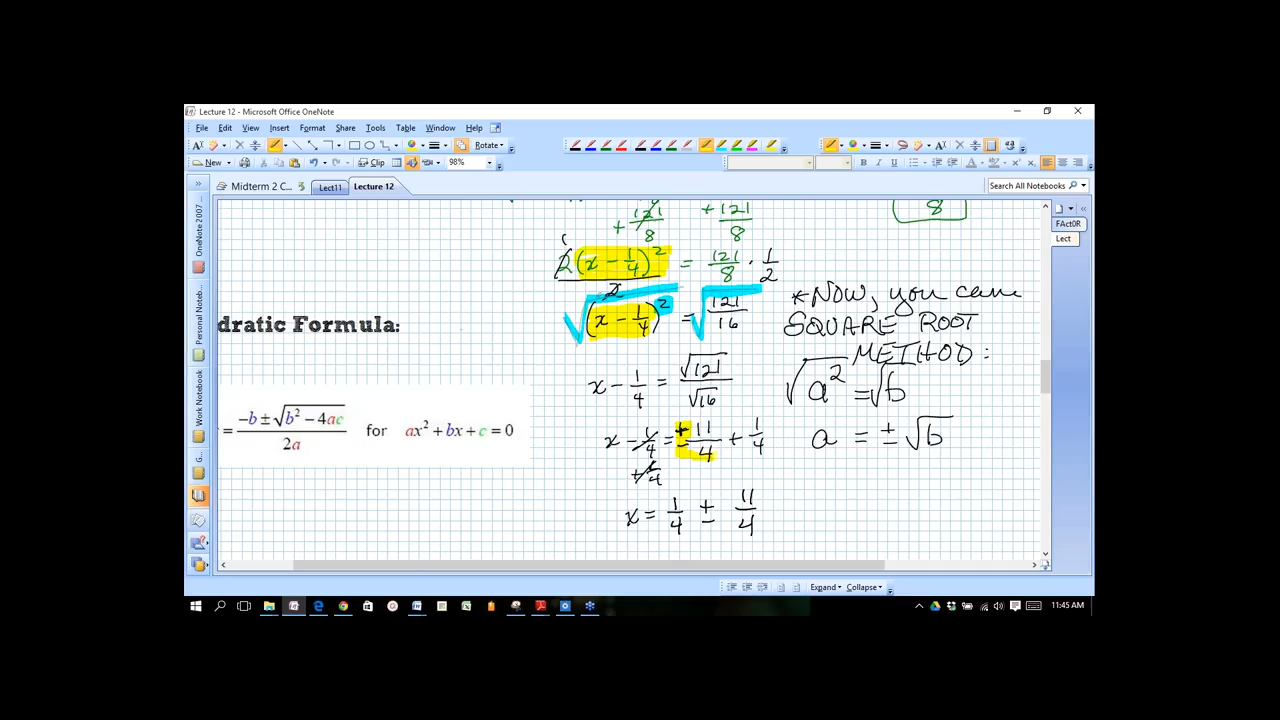 Lecture 12 - Microsoft Office OneNote
File Edit View Insert Format Share Tools Table Window Help
Rotate
New Clip 98%
Midterm 2 C... Lect11 Lecture 12 Search All Notebooks
OneNote 2007
Personal Noteb...
Work Notebook
FActOR
Lect
+ 121/8 + 121/8 8
2(x - 1/4)^2 / 2 = 121/8 · 1/2
√(x - 1/4)^2 = √121/16
*Now, you can
SQUARE ROOT
METHOD:
dratic Formula:
x - 1/4 = √121/√16
√a^2 = √b
= -b ± √b² - 4ac / 2a for ax² + bx + c = 0
x - 1/4 = ± 11/4 + 1/4
+ 1/4
a = ± √b
x = 1/4 ± 11/4
Expand Collapse
11:45 AM